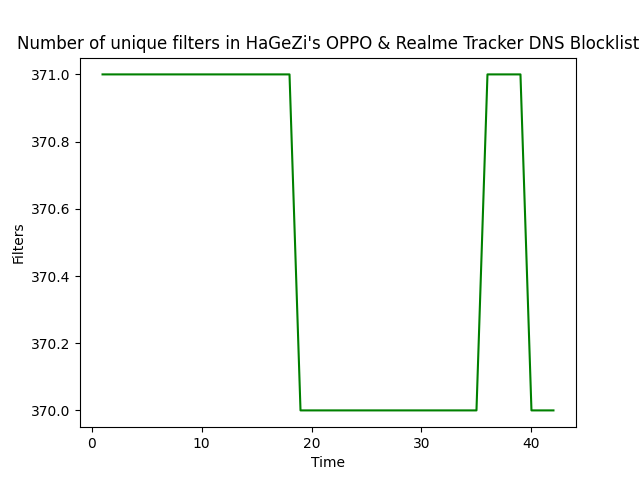 Number of unique filters in HaGeZi's OPPO & Realme Tracker DNS Blocklist
371.0
370.8
370.6
370.4
370.2
370.0
Filters
0 10 20 30 40
Time